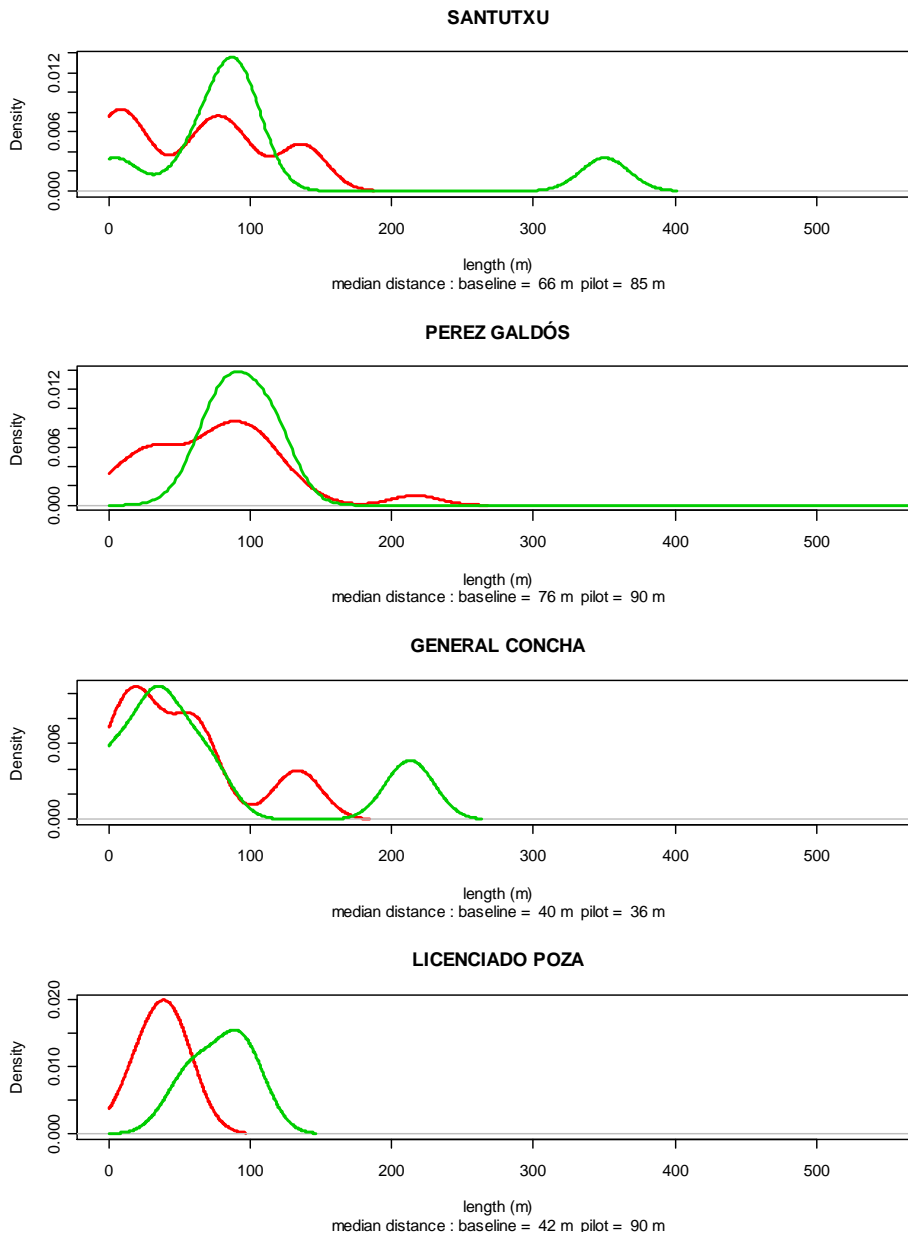 SANTUTXU
Density
0.000 0.006 0.012
0 100 200 300 400 500
length (m)
median distance : baseline = 66 m pilot = 85 m
PEREZ GALDÓS
Density
0.000 0.006 0.012
0 100 200 300 400 500
length (m)
median distance : baseline = 76 m pilot = 90 m
GENERAL CONCHA
Density
0.000 0.006
0 100 200 300 400 500
length (m)
median distance : baseline = 40 m pilot = 36 m
LICENCIADO POZA
Density
0.000 0.010 0.020
0 100 200 300 400 500
length (m)
median distance : baseline = 42 m pilot = 90 m